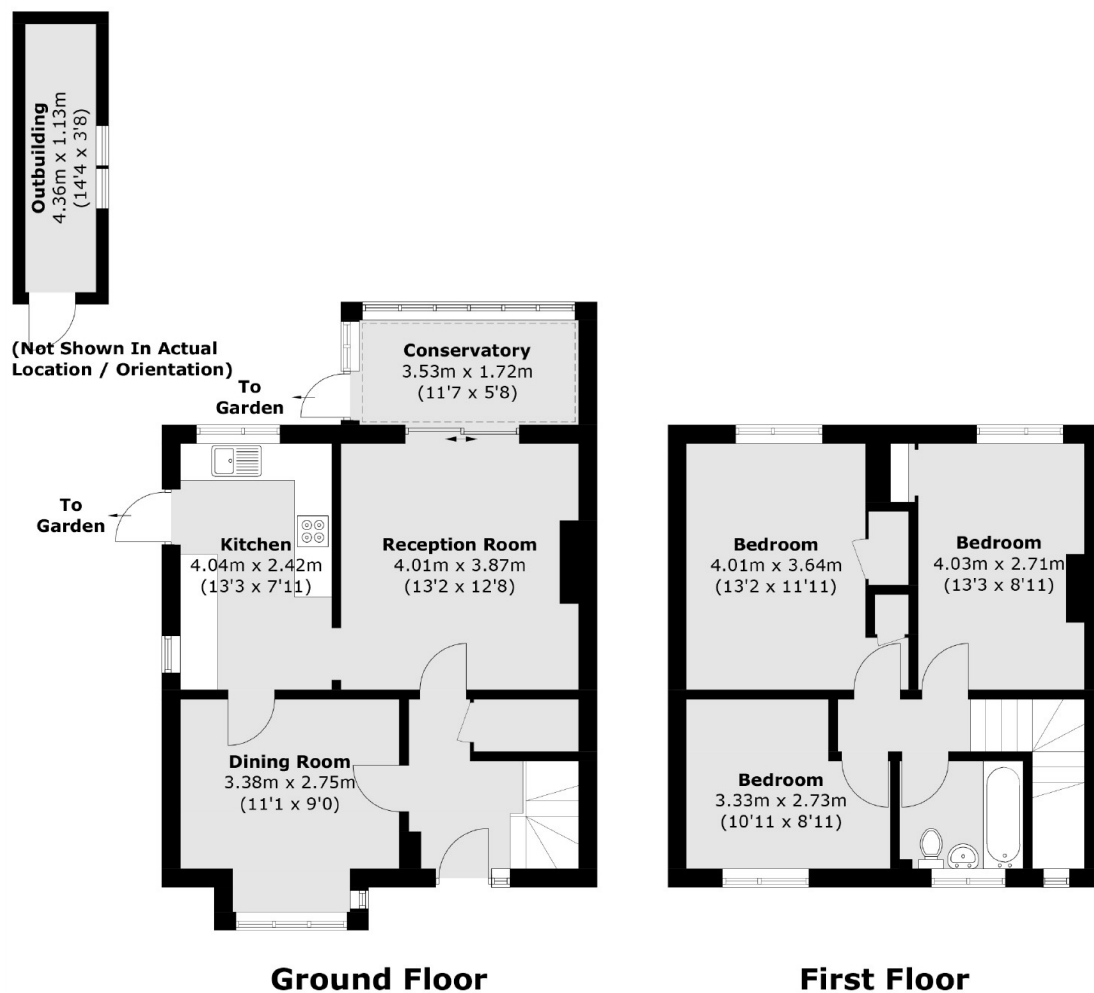 Outbuilding
4.36m x 1.13m
(14'4 x 3'8)
(Not Shown In Actual
Location / Orientation)
To
Garden
Conservatory
3.53m x 1.72m
(11'7 x 5'8)
To
Garden
Kitchen
4.04m x 2.42m
(13'3 x 7'11)
Reception Room
4.01m x 3.87m
(13'2 x 12'8)
Dining Room
3.38m x 2.75m
(11'1 x 9'0)
Ground Floor
Bedroom
4.01m x 3.64m
(13'2 x 11'11)
Bedroom
4.03m x 2.71m
(13'3 x 8'11)
Bedroom
3.33m x 2.73m
(10'11 x 8'11)
First Floor